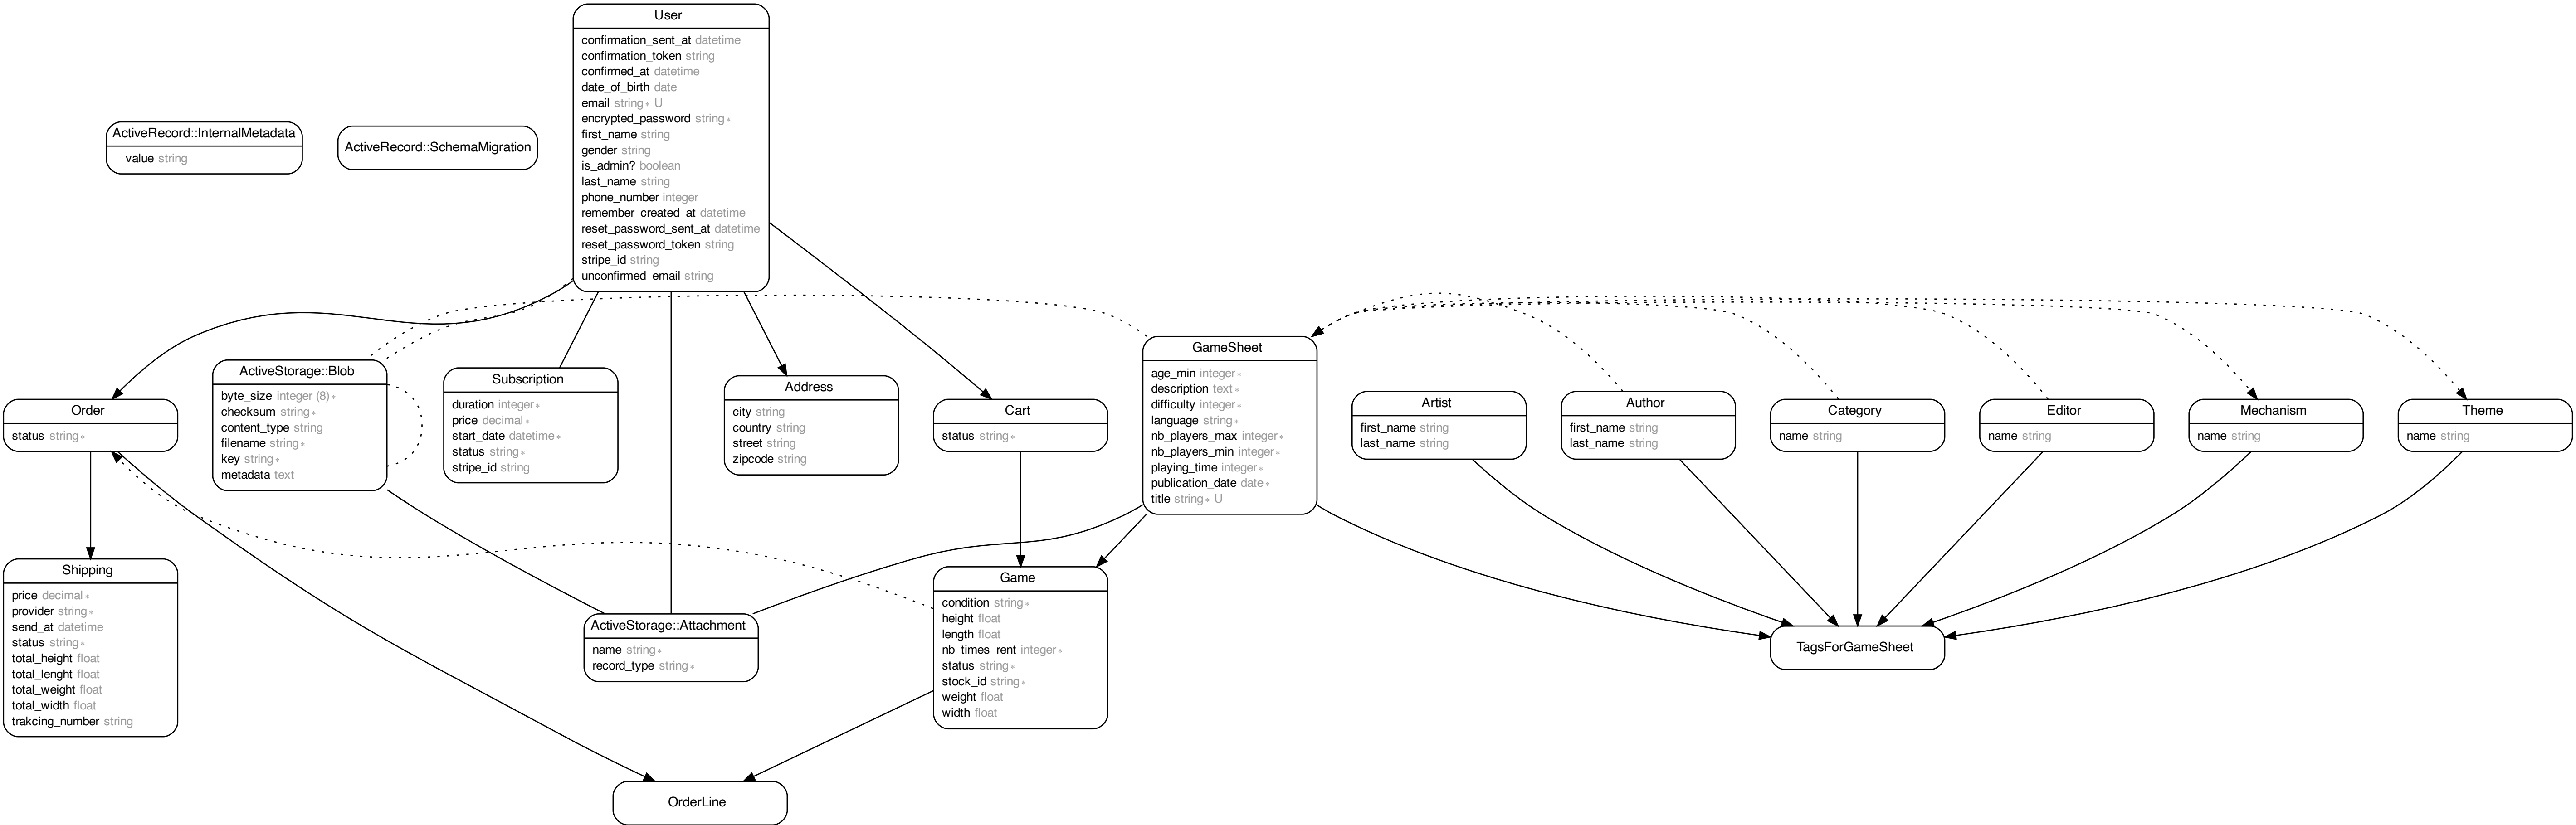 User
confirmation_sent_at datetime
confirmation_token string
confirmed_at datetime
date_of_birth date
email string∗ U
encrypted_password string∗
first_name string
gender string
is_admin? boolean
last_name string
phone_number integer
remember_created_at datetime
reset_password_sent_at datetime
reset_password_token string
stripe_id string
unconfirmed_email string
ActiveRecord::InternalMetadata
value string
ActiveRecord::SchemaMigration
Order
status string∗
ActiveStorage::Blob
byte_size integer (8)∗
checksum string∗
content_type string
filename string∗
key string∗
metadata text
Subscription
duration integer∗
price decimal∗
start_date datetime∗
status string∗
stripe_id string
Address
city string
country string
street string
zipcode string
Cart
status string∗
GameSheet
age_min integer∗
description text∗
difficulty integer∗
language string∗
nb_players_max integer∗
nb_players_min integer∗
playing_time integer∗
publication_date date∗
title string∗ U
Artist
first_name string
last_name string
Author
first_name string
last_name string
Category
name string
Editor
name string
Mechanism
name string
Theme
name string
Shipping
price decimal∗
provider string∗
send_at datetime
status string∗
total_height float
total_lenght float
total_weight float
total_width float
trakcing_number string
ActiveStorage::Attachment
name string∗
record_type string∗
Game
condition string∗
height float
length float
nb_times_rent integer∗
status string∗
stock_id string∗
weight float
width float
TagsForGameSheet
OrderLine